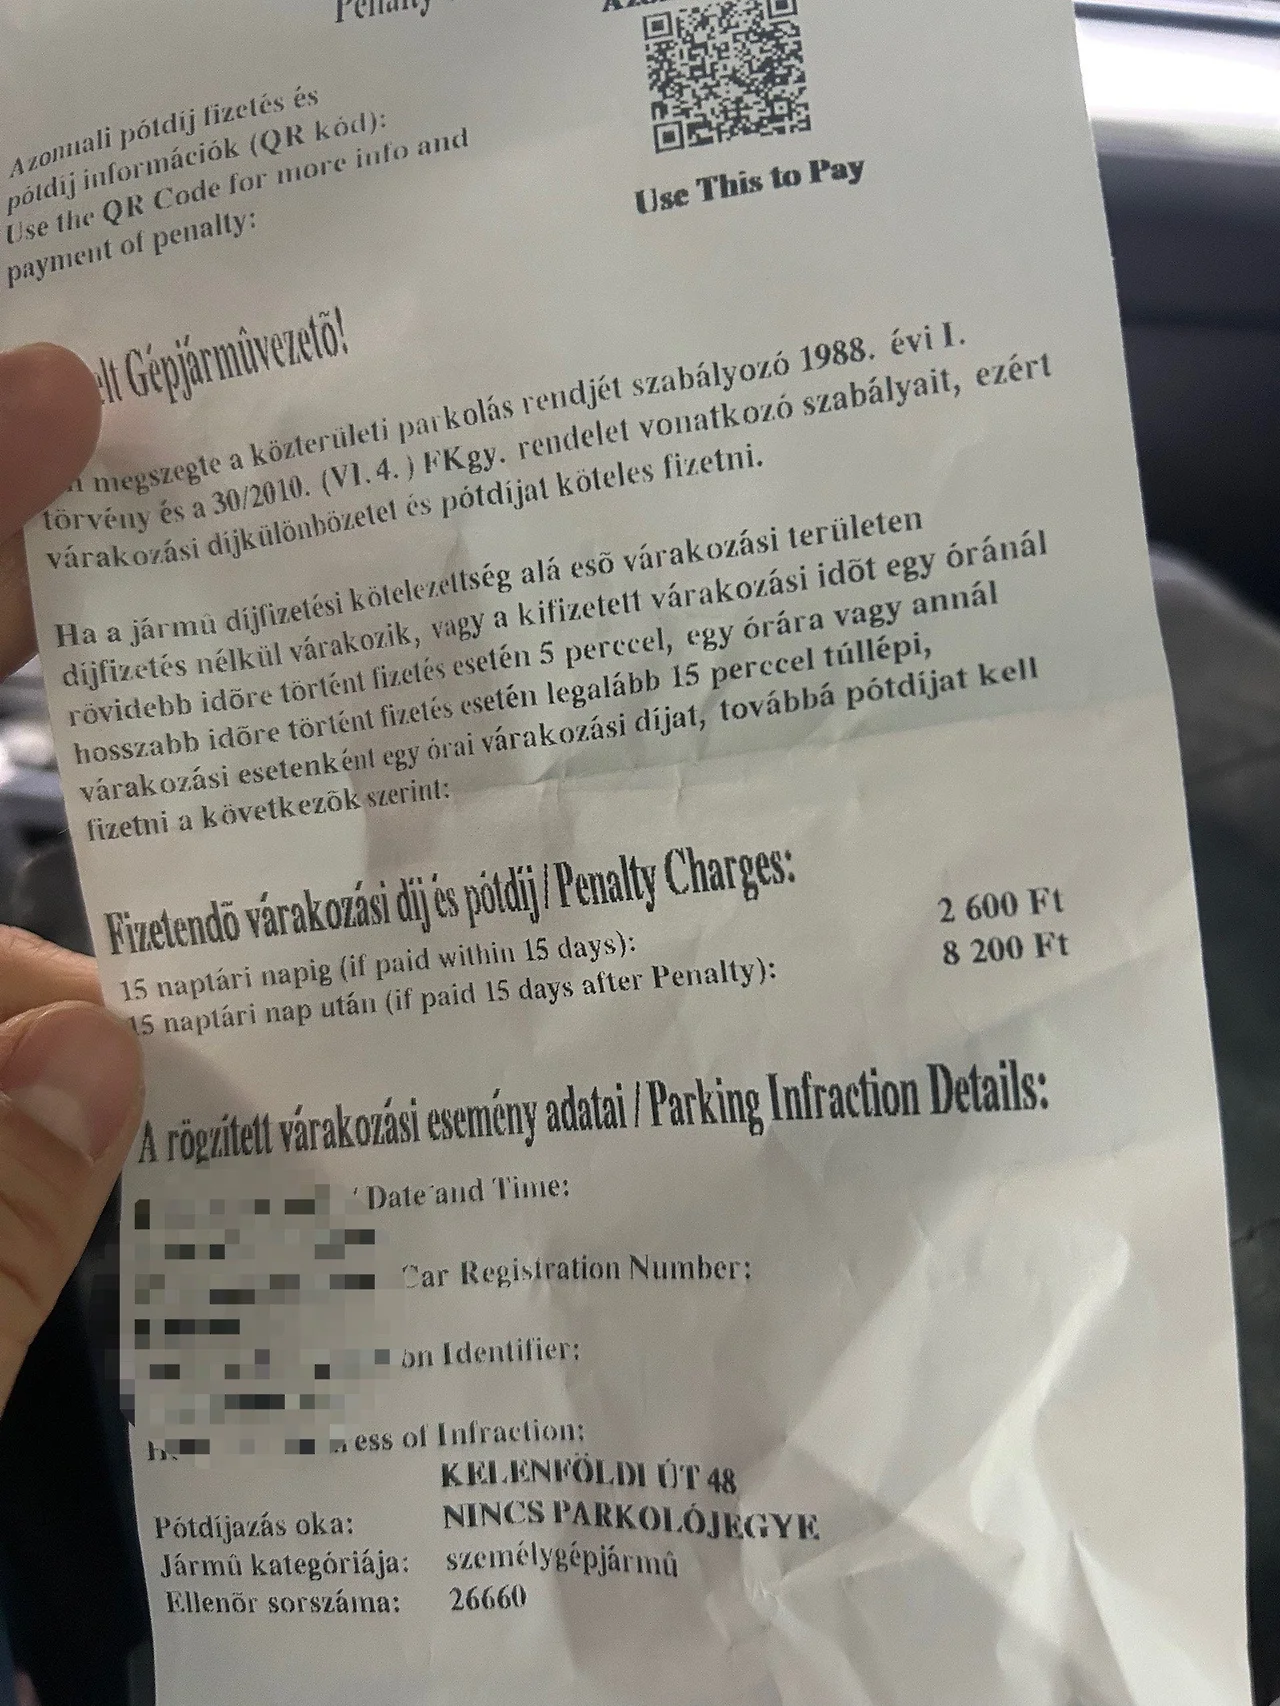 Penalty
Azonnali pótdíj fizetés és
pótdíj információk (QR kód):
Use the QR Code for more info and
payment of penalty:
Use This to Pay
Gépjármûvezetõ!
megszegte a közterületi parkolás rendjét szabályozó 1988. évi I.
törvény és a 30/2010. (VI.4.) FKgy. rendelet vonatkozó szabályait, ezért
várakozási díjkülönbözetet és pótdíjat köteles fizetni.
Ha a jármû díjfizetési kötelezettség alá esõ várakozási területen
díjfizetés nélkül várakozik, vagy a kifizetett várakozási idõt egy óránál
rövidebb idõre történt fizetés esetén 5 perccel, egy órára vagy annál
hosszabb idõre történt fizetés esetén legalább 15 perccel túllépi,
várakozási esetenként egy órai várakozási díjat, továbbá pótdíjat kell
fizetni a következõk szerint:
Fizetendõ várakozási díj és pótdíj / Penalty Charges:
15 naptári napig (if paid within 15 days): 2 600 Ft
15 naptári nap után (if paid 15 days after Penalty): 8 200 Ft
A rögzített várakozási esemény adatai / Parking Infraction Details:
/ Date and Time:
Car Registration Number:
Identifier:
of Infraction:
KELENFÖLDI ÚT 48
Pótdíjazás oka: NINCS PARKOLÓJEGYE
Jármû kategóriája: személygépjármû
Ellenõr sorszáma: 26660